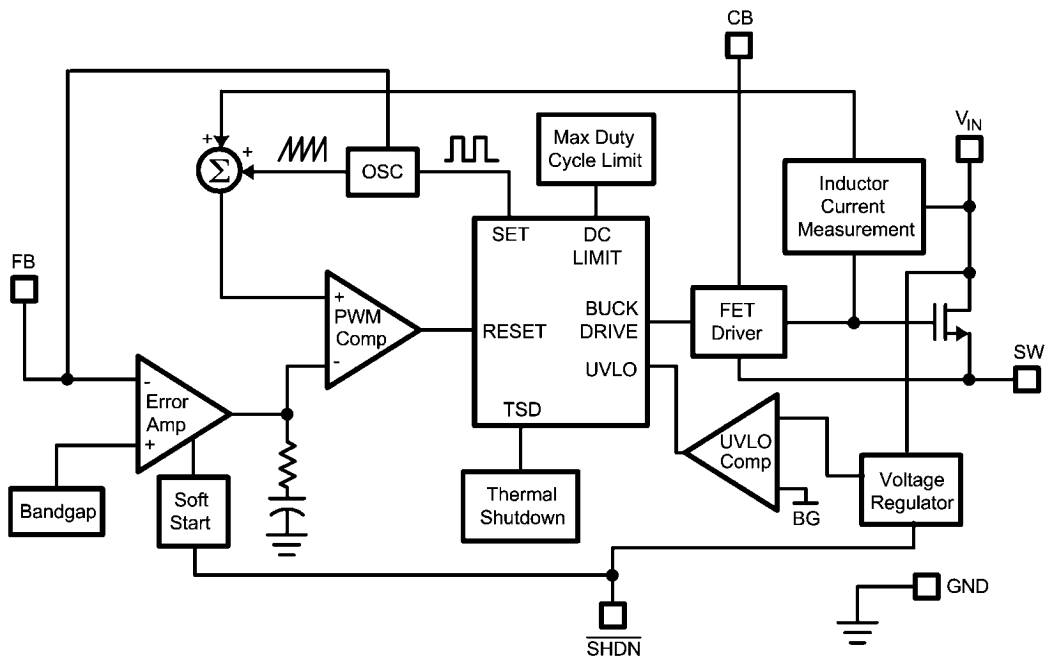 CB
V_IN
+
+
Σ
OSC
Max Duty
Cycle Limit
Inductor
Current
Measurement
SET
DC
LIMIT
FB
+
PWM
Comp
-
RESET
BUCK
DRIVE
FET
Driver
UVLO
SW
-
Error
Amp
+
TSD
UVLO
Comp
Bandgap
Soft
Start
Thermal
Shutdown
BG
Voltage
Regulator
GND
SHDN